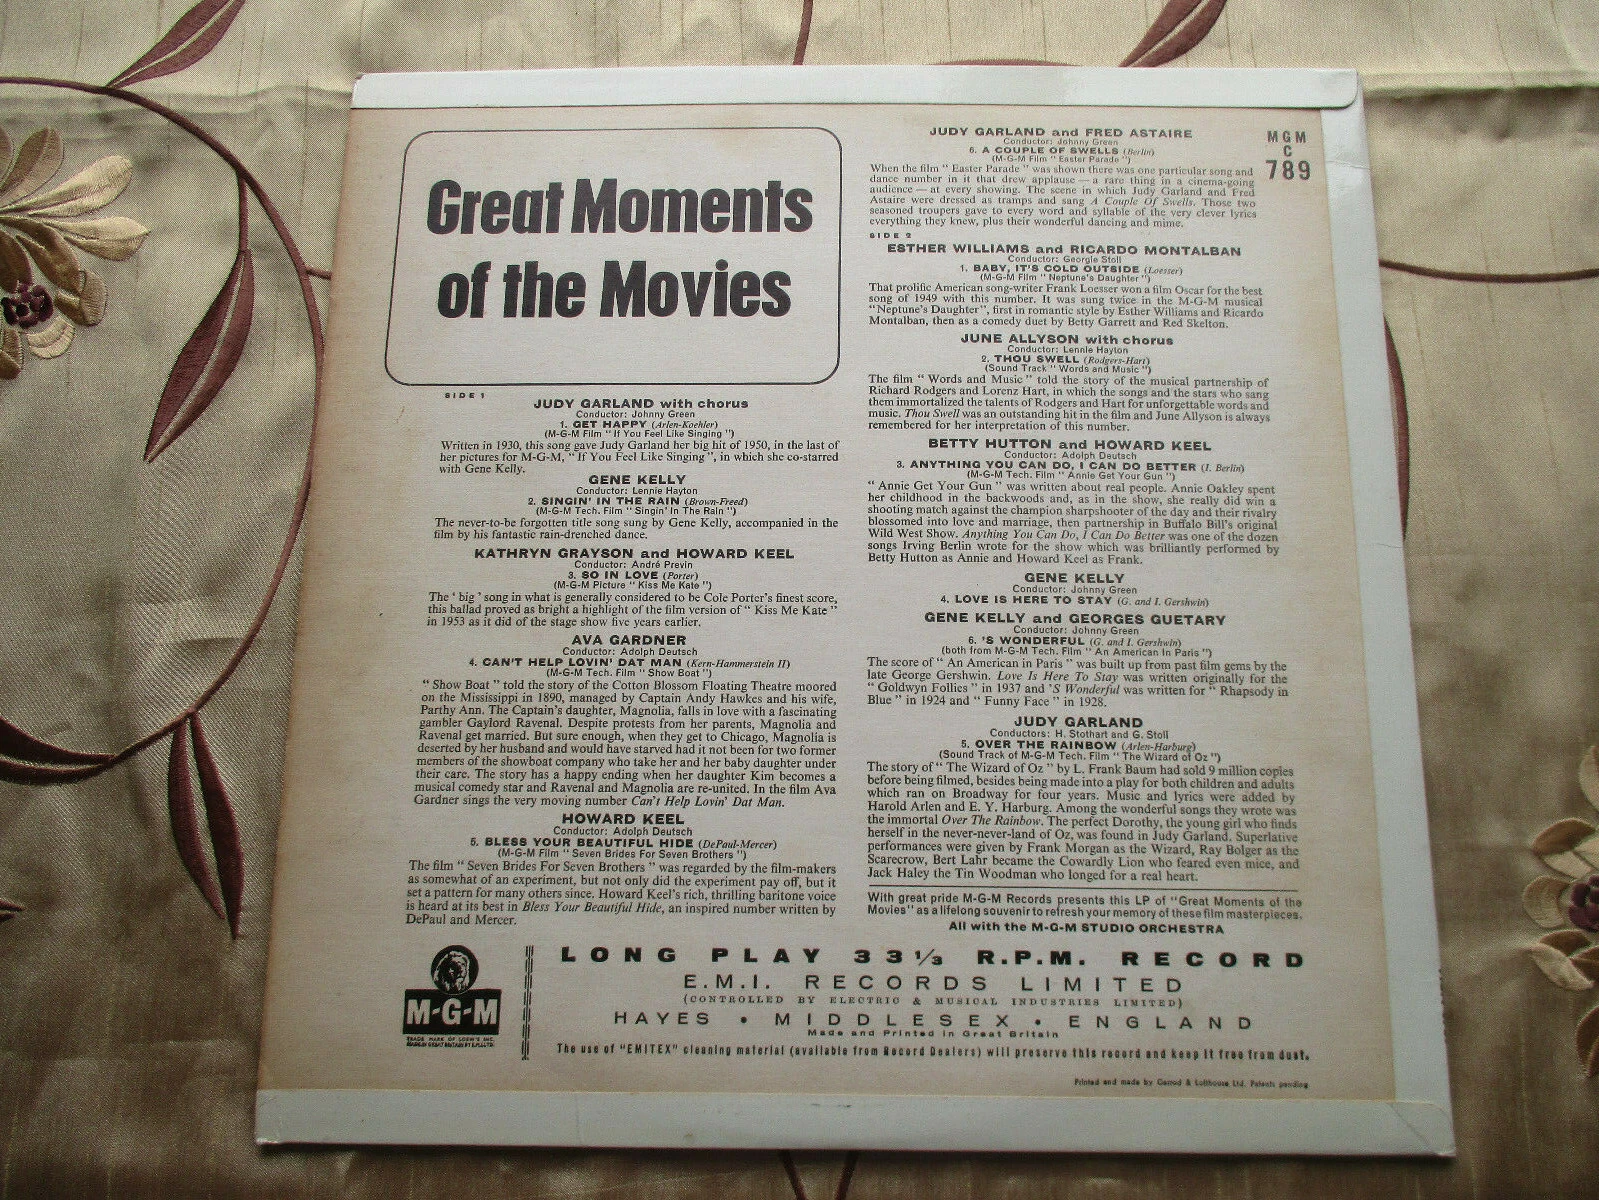 Great Moments
of the Movies
SIDE 1
JUDY GARLAND with chorus
Conductor: Johnny Green
1. GET HAPPY (Arlen-Koehler)
(M-G-M Film " If You Feel Like Singing ")
Written in 1930, this song gave Judy Garland her big hit of 1950, in the last of
her pictures for M-G-M, " If You Feel Like Singing ", in which she co-starred
with Gene Kelly.
GENE KELLY
Conductor: Lennie Hayton
2. SINGIN' IN THE RAIN (Brown-Freed)
(M-G-M Tech. Film " Singin' In The Rain ")
The never-to-be forgotten title song sung by Gene Kelly, accompanied in the
film by his fantastic rain-drenched dance.
KATHRYN GRAYSON and HOWARD KEEL
Conductor: André Previn
3. SO IN LOVE (Porter)
(M-G-M Picture " Kiss Me Kate ")
The ' big ' song in what is generally considered to be Cole Porter's finest score,
this ballad proved as bright a highlight of the film version of " Kiss Me Kate "
in 1953 as it did of the stage show five years earlier.
AVA GARDNER
Conductor: Adolph Deutsch
4. CAN'T HELP LOVIN' DAT MAN (Kern-Hammerstein II)
(M-G-M Tech. Film " Show Boat ")
" Show Boat " told the story of the Cotton Blossom Floating Theatre moored
on the Mississippi in 1890, managed by Captain Andy Hawkes and his wife,
Parthy Ann. The Captain's daughter, Magnolia, falls in love with a fascinating
gambler Gaylord Ravenal. Despite protests from her parents, Magnolia and
Ravenal get married. But sure enough, when they get to Chicago, Magnolia is
deserted by her husband and would have starved had it not been for two former
members of the showboat company who take her and her baby daughter under
their care. The story has a happy ending when her daughter Kim becomes a
musical comedy star and Ravenal and Magnolia are re-united. In the film Ava
Gardner sings the very moving number Can't Help Lovin' Dat Man.
HOWARD KEEL
Conductor: Adolph Deutsch
5. BLESS YOUR BEAUTIFUL HIDE (DePaul-Mercer)
(M-G-M Film " Seven Brides For Seven Brothers ")
The film " Seven Brides For Seven Brothers " was regarded by the film-makers
as somewhat of an experiment, but not only did the experiment pay off, but it
set a pattern for many others since. Howard Keel's rich, thrilling baritone voice
is heard at its best in Bless Your Beautiful Hide, an inspired number written by
DePaul and Mercer.
JUDY GARLAND and FRED ASTAIRE
Conductor: Johnny Green
6. A COUPLE OF SWELLS (Berlin)
(M-G-M Film " Easter Parade ")
When the film " Easter Parade " was shown there was one particular song and
dance number in it that drew applause — a rare thing in a cinema-going
audience — at every showing. The scene in which Judy Garland and Fred
Astaire were dressed as tramps and sang A Couple Of Swells. Those two
seasoned troupers gave to every word and syllable of the very clever lyrics
everything they knew, plus their wonderful dancing and mime.
MGM
C
789
SIDE 2
ESTHER WILLIAMS and RICARDO MONTALBAN
Conductor: Georgie Stoll
1. BABY, IT'S COLD OUTSIDE (Loesser)
(M-G-M Film " Neptune's Daughter ")
That prolific American song-writer Frank Loesser won a film Oscar for the best
song of 1949 with this number. It was sung twice in the M-G-M musical
"Neptune's Daughter", first in romantic style by Esther Williams and Ricardo
Montalban, then as a comedy duet by Betty Garrett and Red Skelton.
JUNE ALLYSON with chorus
Conductor: Lennie Hayton
2. THOU SWELL (Rodgers-Hart)
(Sound Track " Words and Music ")
The film " Words and Music " told the story of the musical partnership of
Richard Rodgers and Lorenz Hart, in which the songs and the stars who sang
them immortalized the talents of Rodgers and Hart for unforgettable words and
music. Thou Swell was an outstanding hit in the film and June Allyson is always
remembered for her interpretation of this number.
BETTY HUTTON and HOWARD KEEL
Conductor: Adolph Deutsch
3. ANYTHING YOU CAN DO, I CAN DO BETTER (I. Berlin)
(M-G-M Tech. Film " Annie Get Your Gun ")
" Annie Get Your Gun " was written about real people. Annie Oakley spent
her childhood in the backwoods and, as in the show, she really did win a
shooting match against the champion sharpshooter of the day and their rivalry
blossomed into love and marriage, then partnership in Buffalo Bill's original
Wild West Show. Anything You Can Do, I Can Do Better was one of the dozen
songs Irving Berlin wrote for the show which was brilliantly performed by
Betty Hutton as Annie and Howard Keel as Frank.
GENE KELLY
Conductor: Johnny Green
4. LOVE IS HERE TO STAY (G. and I. Gershwin)
GENE KELLY and GEORGES GUETARY
Conductor: Johnny Green
6. 'S WONDERFUL (G. and I. Gershwin)
(both from M-G-M Tech. Film " An American In Paris ")
The score of " An American in Paris " was built up from past film gems by the
late George Gershwin. Love Is Here To Stay was written originally for the
" Goldwyn Follies " in 1937 and 'S Wonderful was written for " Rhapsody in
Blue " in 1924 and " Funny Face " in 1928.
JUDY GARLAND
Conductors: H. Stothart and G. Stoll
5. OVER THE RAINBOW (Arlen-Harburg)
(Sound Track of M-G-M Tech. Film " The Wizard of Oz ")
The story of " The Wizard of Oz " by L. Frank Baum had sold 9 million copies
before being filmed, besides being made into a play for both children and adults
which ran on Broadway for four years. Music and lyrics were added by
Harold Arlen and E. Y. Harburg. Among the wonderful songs they wrote was
the immortal Over The Rainbow. The perfect Dorothy, the young girl who finds
herself in the never-never-land of Oz, was found in Judy Garland. Superlative
performances were given by Frank Morgan as the Wizard, Ray Bolger as the
Scarecrow, Bert Lahr became the Cowardly Lion who feared even mice, and
Jack Haley the Tin Woodman who longed for a real heart.
With great pride M-G-M Records presents this LP of "Great Moments of the
Movies" as a lifelong souvenir to refresh your memory of these film masterpieces.
All with the M-G-M STUDIO ORCHESTRA
M-G-M
TRADE MARK OF LOEW'S INC.
LONG PLAY 33⅓ R.P.M. RECORD
E.M.I. RECORDS LIMITED
(CONTROLLED BY ELECTRIC & MUSICAL INDUSTRIES LIMITED)
HAYES • MIDDLESEX • ENGLAND
Made and Printed in Great Britain
The use of "EMITEX" cleaning material (available from Record Dealers) will preserve this record and keep it free from dust.
Printed and made by Garrod & Lofthouse Ltd. Patents pending